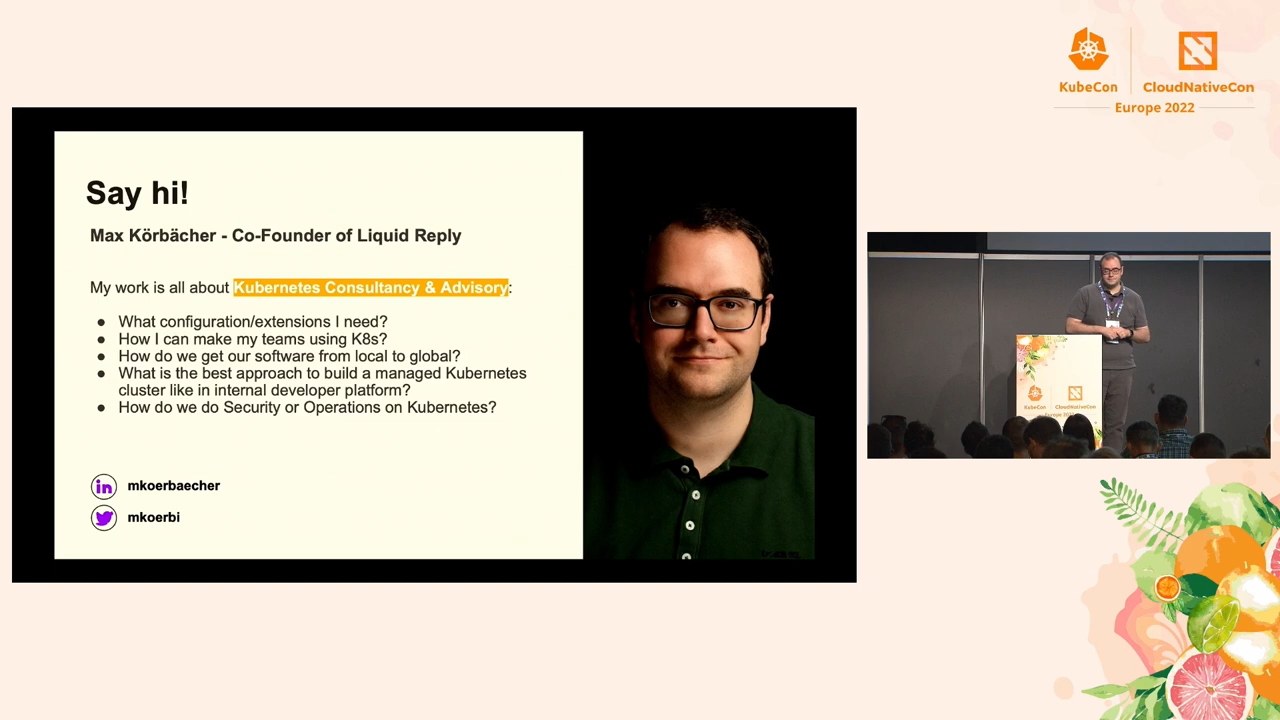 KubeCon
CloudNativeCon
Europe 2022
Say hi!
Max Körbächer - Co-Founder of Liquid Reply
My work is all about Kubernetes Consultancy & Advisory:
● What configuration/extensions I need?
● How I can make my teams using K8s?
● How do we get our software from local to global?
● What is the best approach to build a managed Kubernetes
cluster like in internal developer platform?
● How do we do Security or Operations on Kubernetes?
in mkoerbaecher
mkoerbi
KubeCon
CloudNativeCon